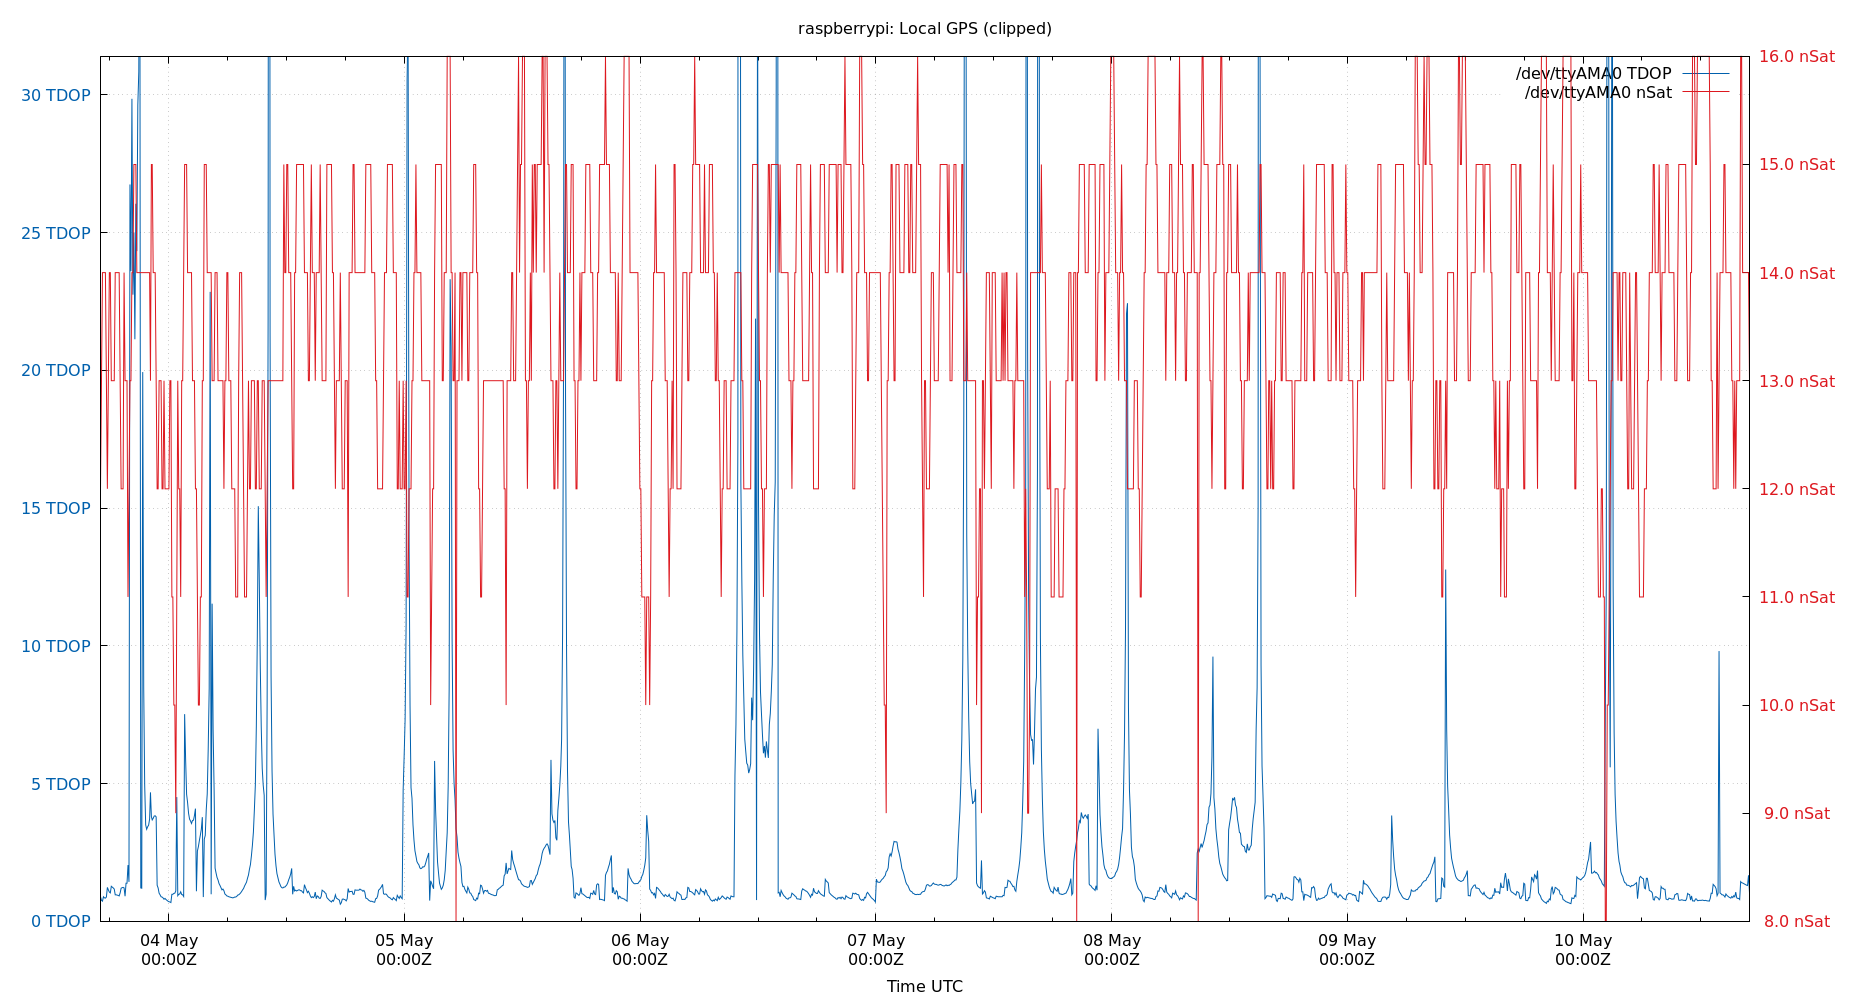 raspberrypi: Local GPS (clipped)
/dev/ttyAMA0 TDOP
/dev/ttyAMA0 nSat
30 TDOP
25 TDOP
20 TDOP
15 TDOP
10 TDOP
5 TDOP
0 TDOP
16.0 nSat
15.0 nSat
14.0 nSat
13.0 nSat
12.0 nSat
11.0 nSat
10.0 nSat
9.0 nSat
8.0 nSat
04 May
00:00Z
05 May
00:00Z
06 May
00:00Z
07 May
00:00Z
08 May
00:00Z
09 May
00:00Z
10 May
00:00Z
Time UTC